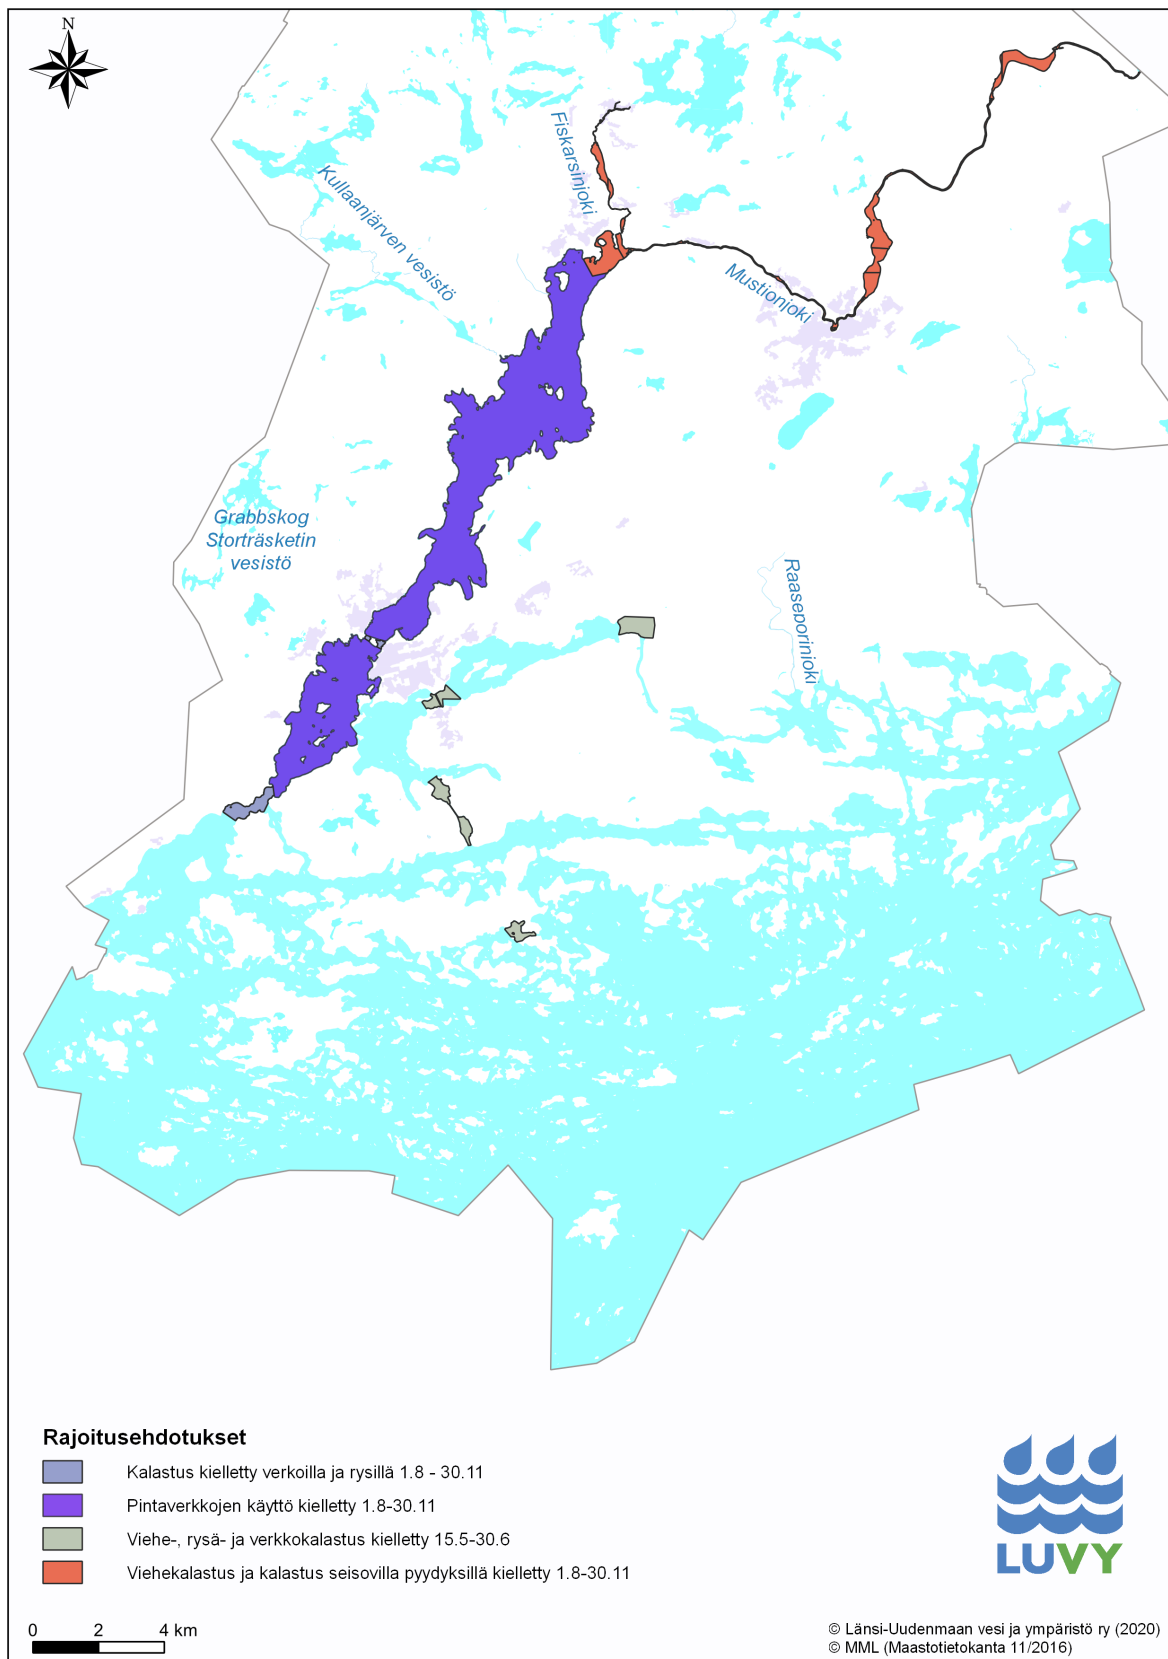 N
Fiskarsinjoki
Kullaanjärven vesistö
Mustionjoki
Grabbskog
Storträsketin
vesistö
Raaseporinjoki
Rajoitusehdotukset
Kalastus kielletty verkoilla ja rysillä 1.8 - 30.11
Pintaverkkojen käyttö kielletty 1.8-30.11
Viehe-, rysä- ja verkkokalastus kielletty 15.5-30.6
Viehekalastus ja kalastus seisovilla pyydyksillä kielletty 1.8-30.11
LUVY
0 2 4 km
© Länsi-Uudenmaan vesi ja ympäristö ry (2020)
© MML (Maastotietokanta 11/2016)